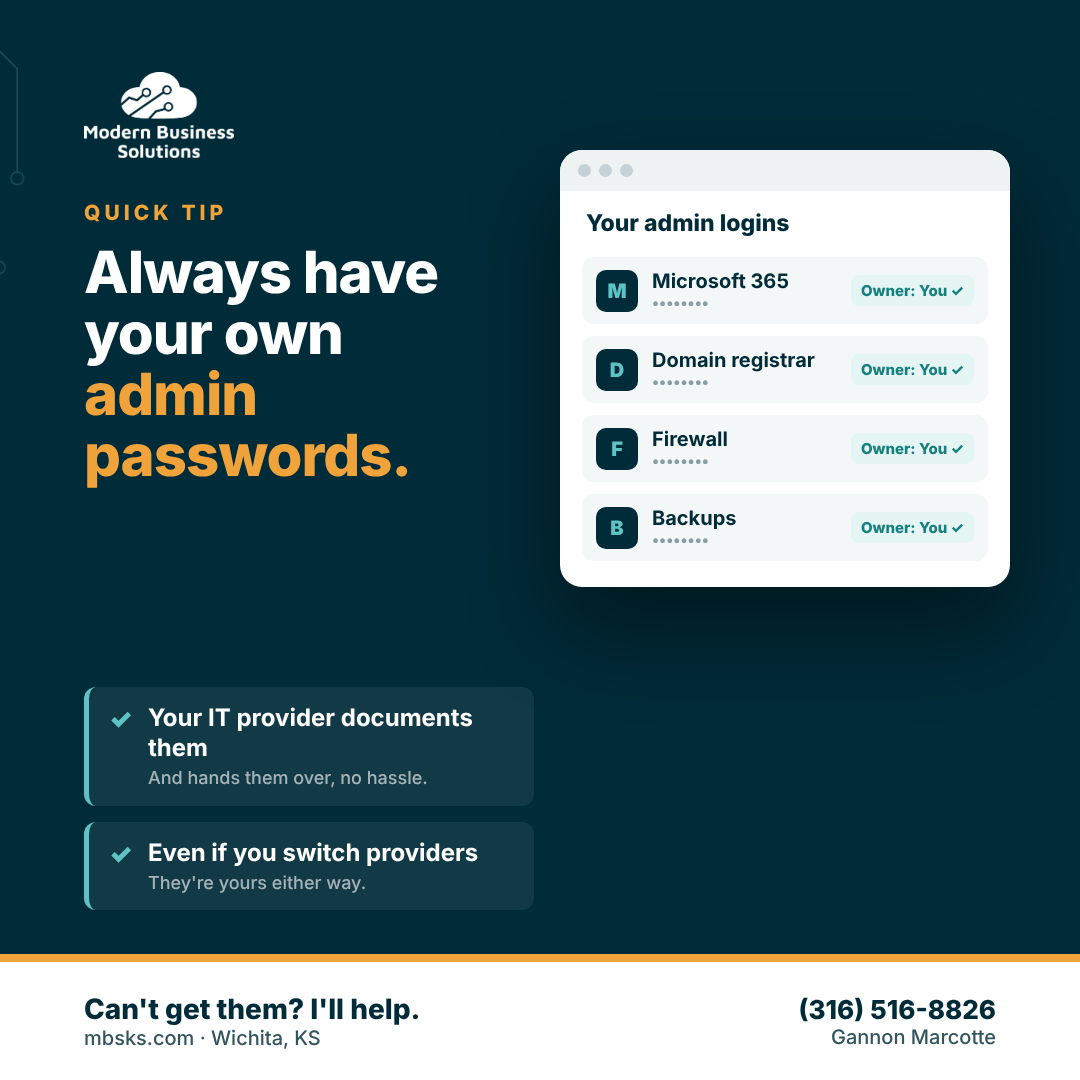 Modern Business
Solutions
QUICK TIP
Always have
your own
admin
passwords.
Your admin logins
M
Microsoft 365
••••••••
Owner: You ✓
D
Domain registrar
••••••••
Owner: You ✓
F
Firewall
••••••••
Owner: You ✓
B
Backups
••••••••
Owner: You ✓
✓ Your IT provider documents
them
And hands them over, no hassle.
✓ Even if you switch providers
They're yours either way.
Can't get them? I'll help.
mbsks.com · Wichita, KS
(316) 516-8826
Gannon Marcotte